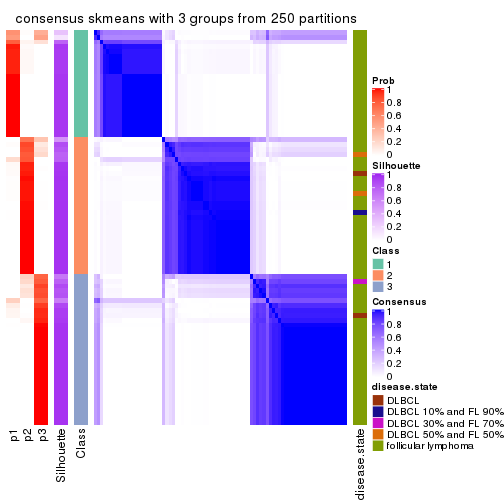 consensus skmeans with 3 groups from 250 partitions
Prob
1
0.8
0.6
0.4
0.2
0
Silhouette
1
0.8
0.6
0.4
0.2
0
Class
1
2
3
Consensus
1
0.8
0.6
0.4
0.2
0
disease.state
DLBCL
DLBCL 10% and FL 90%
DLBCL 30% and FL 70%
DLBCL 50% and FL 50%
follicular lymphoma
p1
p2
p3
Silhouette
Class
disease.state